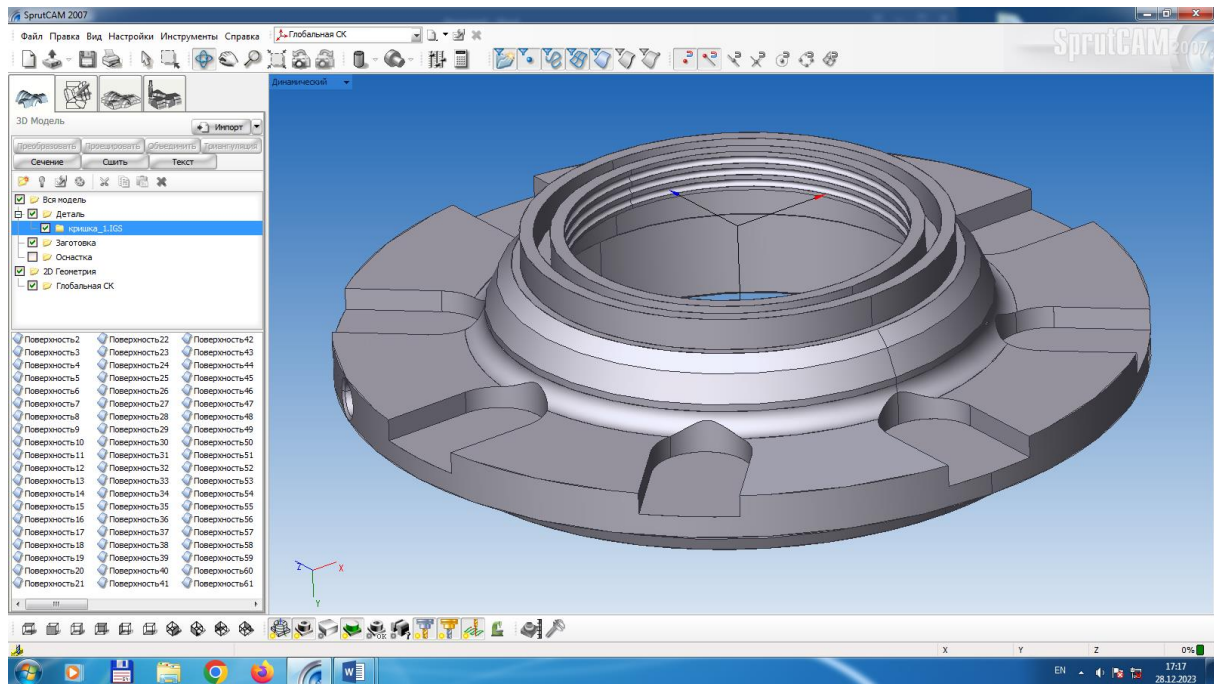 SprutCAM 2007
Файл Правка Вид Настройки Инструменты Справка
Глобальная СК
SprutCAM 2007
Динамический
3D Модель
Импорт
Преобразовать Проецировать Объединить Триангуляция
Сечение Сшить Текст
Вся модель
Деталь
кришка_1.IGS
Заготовка
Оснастка
2D Геометрия
Глобальная СК
Поверхность2 Поверхность22 Поверхность42
Поверхность3 Поверхность23 Поверхность43
Поверхность4 Поверхность24 Поверхность44
Поверхность5 Поверхность25 Поверхность45
Поверхность6 Поверхность26 Поверхность46
Поверхность7 Поверхность27 Поверхность47
Поверхность8 Поверхность28 Поверхность48
Поверхность9 Поверхность29 Поверхность49
Поверхность10 Поверхность30 Поверхность50
Поверхность11 Поверхность31 Поверхность51
Поверхность12 Поверхность32 Поверхность52
Поверхность13 Поверхность33 Поверхность53
Поверхность14 Поверхность34 Поверхность54
Поверхность15 Поверхность35 Поверхность55
Поверхность16 Поверхность36 Поверхность56
Поверхность17 Поверхность37 Поверхность57
Поверхность18 Поверхность38 Поверхность58
Поверхность19 Поверхность39 Поверхность59
Поверхность20 Поверхность40 Поверхность60
Поверхность21 Поверхность41 Поверхность61
Z X
Y
OK
X Y Z 0%
EN 17:17
28.12.2023